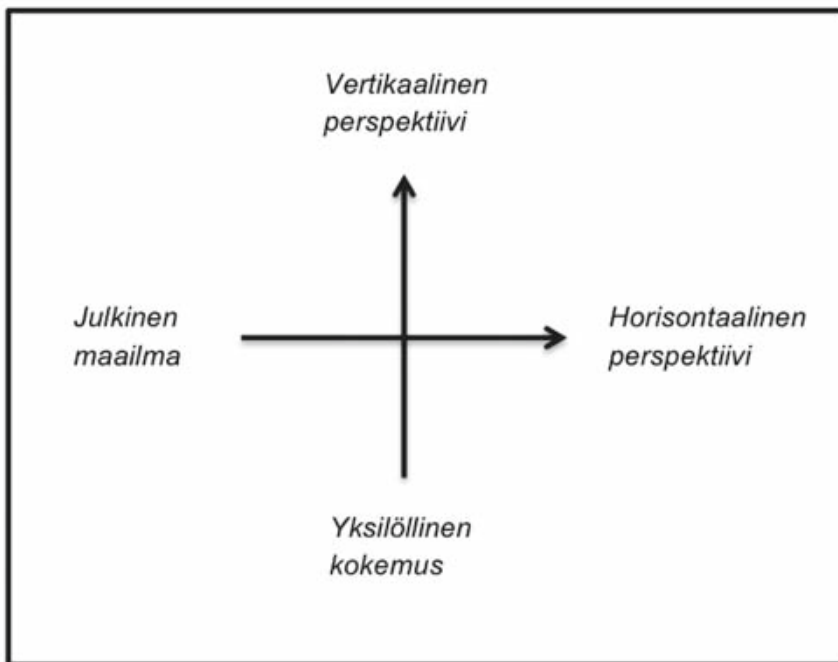 Vertikaalinen
perspektiivi
Julkinen
maailma
Horisontaalinen
perspektiivi
Yksilöllinen
kokemus